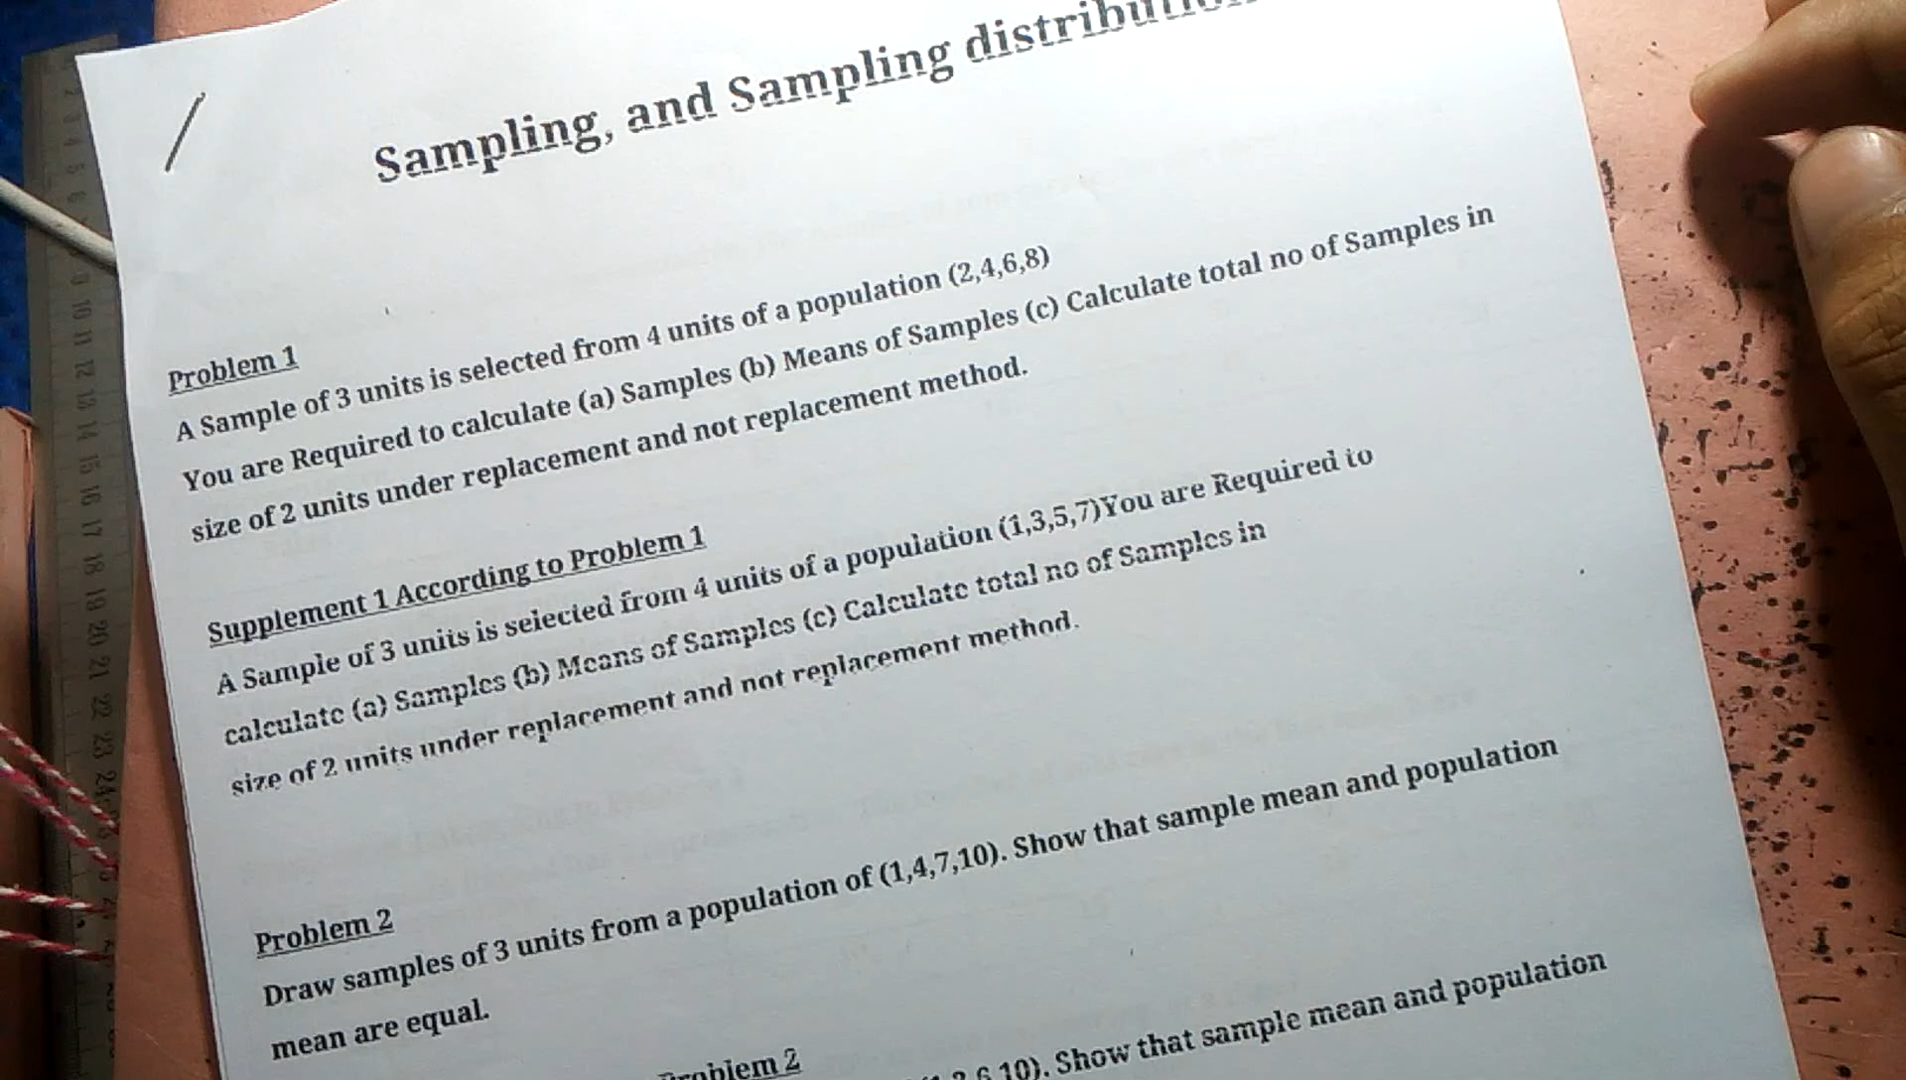 Sampling, and Sampling
Problem 1
A Sample of 3 units is selected from 4 units of a population (2,4,6,8)
You are Required to calculate (a) Samples (b) Means of Samples (c) Calculate total no of Samples in
size of 2 units under replacement and not replacement method.
Supplement 1 According to Problem 1
A Sample of 3 units is selected from 4 units of a population (1,3,5,7)You are Required to
calculate (a) Samples (b) Means of Samples (c) Calculate total no of Samples in
size of 2 units under replacement and not replacement method.
Problem 2
Draw samples of 3 units from a population of (1,4,7,10). Show that sample mean and population
mean are equal.
Problem 2
Show that sample mean and population